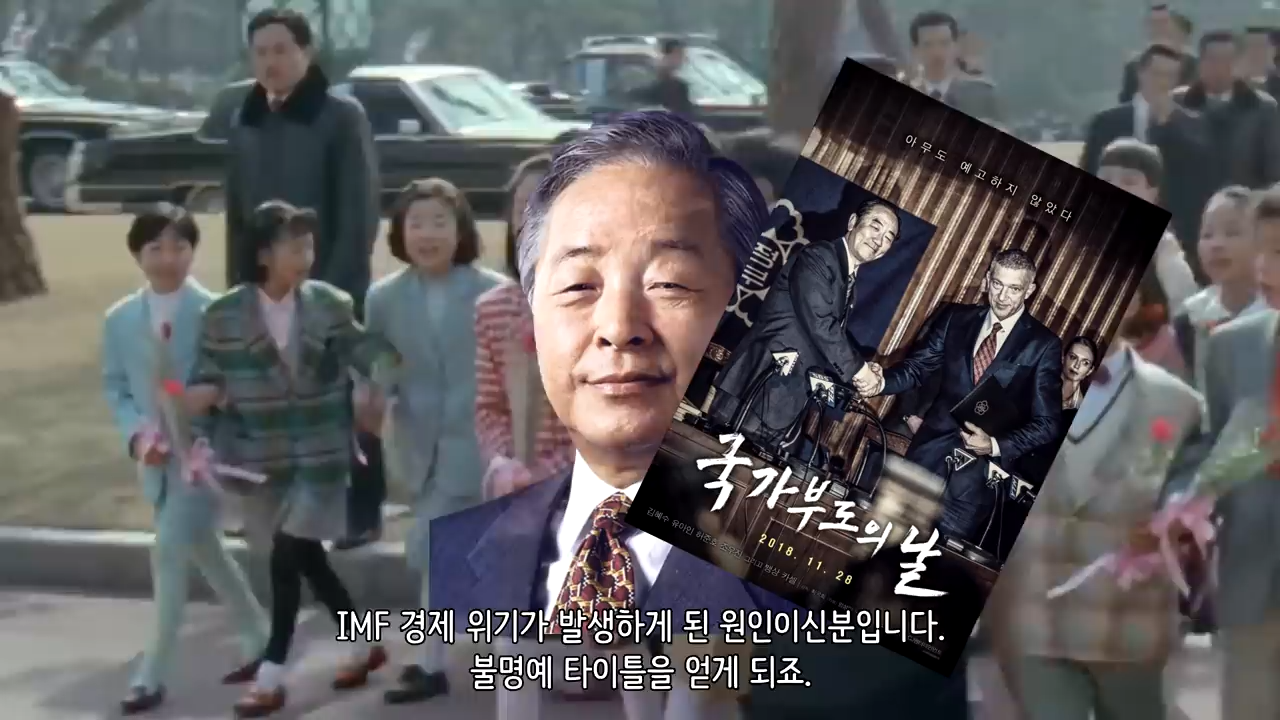 아무도 예고하지 않았다
국가부도의 날
2018. 11. 28
IMF 경제 위기가 발생하게 된 원인이신분입니다.
불명예 타이틀을 얻게 되죠.